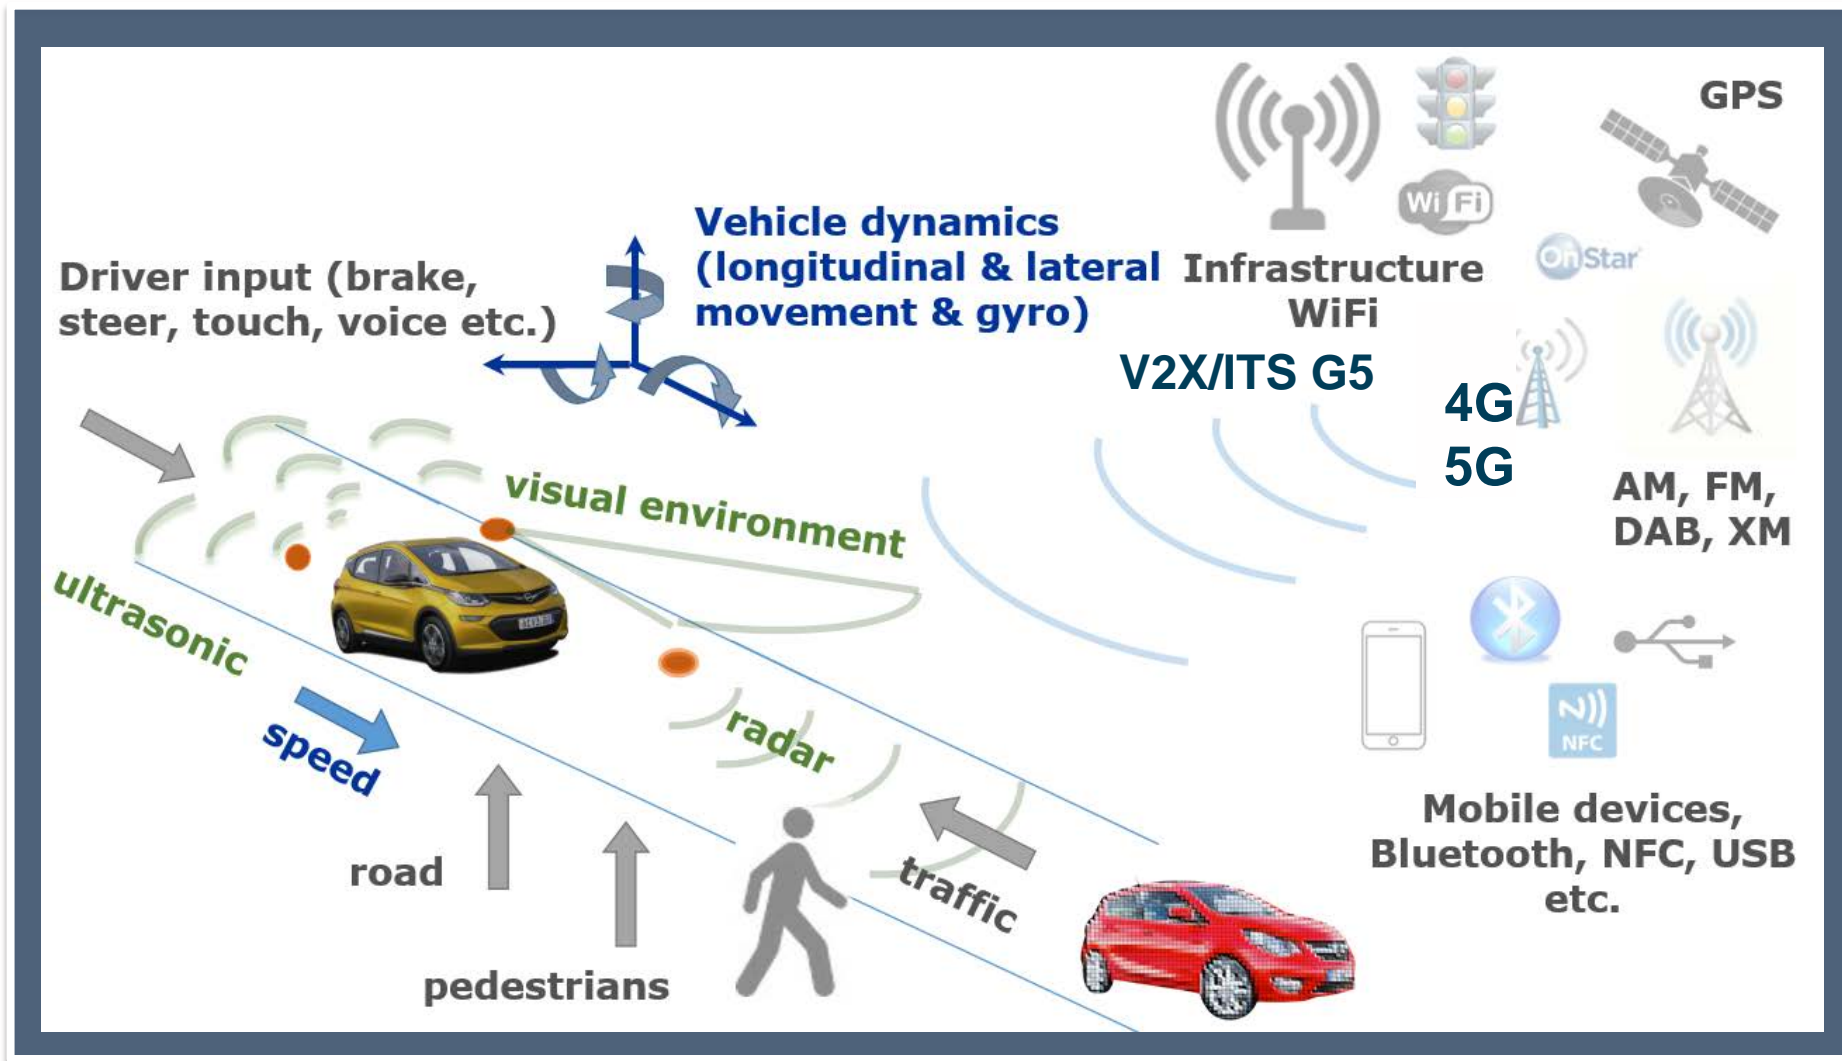 GPS
WiFi
OnStar
Vehicle dynamics
(longitudinal & lateral
movement & gyro)
Driver input (brake,
steer, touch, voice etc.)
Infrastructure
WiFi
V2X/ITS G5
4G
5G
AM, FM,
DAB, XM
visual environment
ultrasonic
speed
radar
road
traffic
pedestrians
NFC
Mobile devices,
Bluetooth, NFC, USB
etc.